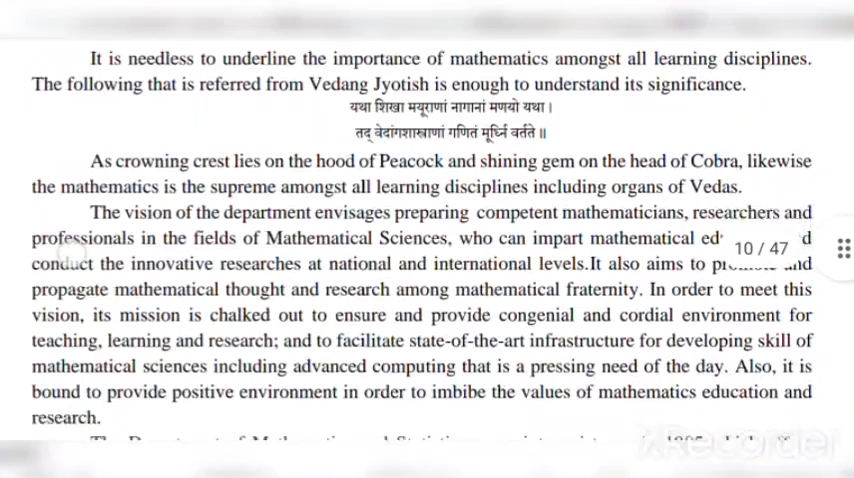 It is needless to underline the importance of mathematics amongst all learning disciplines.
The following that is referred from Vedang Jyotish is enough to understand its significance.
यथा शिखा मयूराणां नागानां मणयो यथा।
तद् वेदांगशास्त्राणां गणितं मूर्ध्नि वर्तते॥
As crowning crest lies on the hood of Peacock and shining gem on the head of Cobra, likewise
the mathematics is the supreme amongst all learning disciplines including organs of Vedas.
The vision of the department envisages preparing competent mathematicians, researchers and
professionals in the fields of Mathematical Sciences, who can impart mathematical
10 / 47
conduct the innovative researches at national and international levels.It also aims to
propagate mathematical thought and research among mathematical fraternity. In order to meet this
vision, its mission is chalked out to ensure and provide congenial and cordial environment for
teaching, learning and research; and to facilitate state-of-the-art infrastructure for developing skill of
mathematical sciences including advanced computing that is a pressing need of the day. Also, it is
bound to provide positive environment in order to imbibe the values of mathematics education and
research.
XRecorder